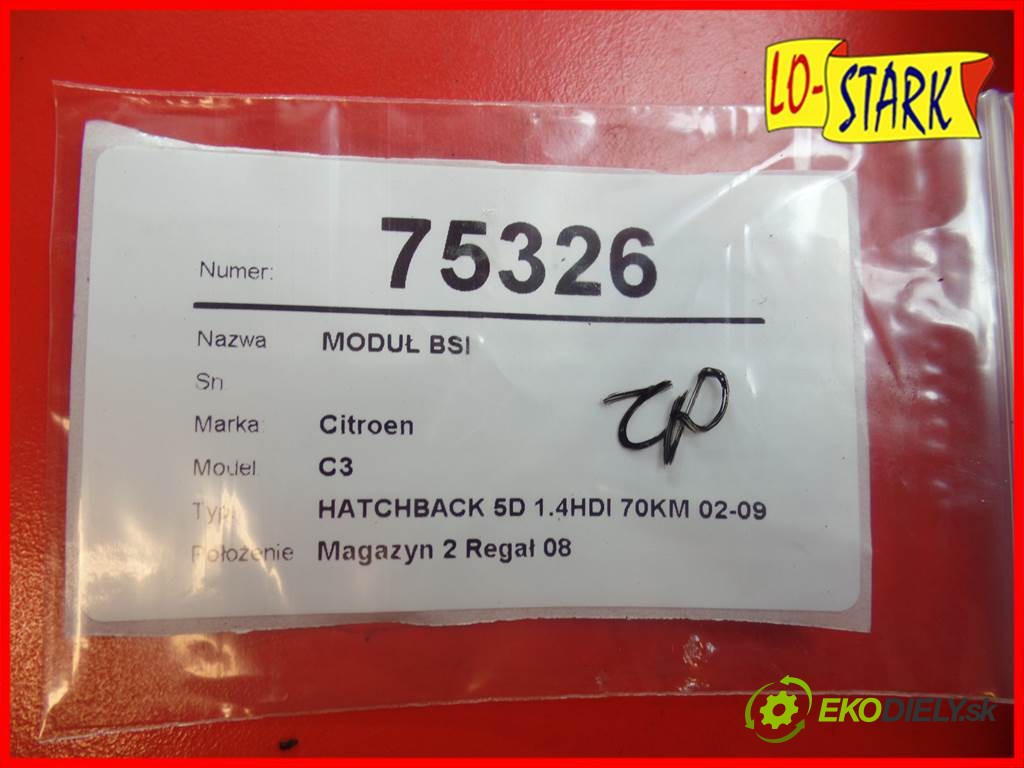 LO-STARK
Numer: 75326
Nazwa MODUŁ BSI
Sn.
Marka: Citroen
Model: C3
Typ: HATCHBACK 5D 1.4HDI 70KM 02-09
Położenie Magazyn 2 Regał 08
EKODIELY.sk